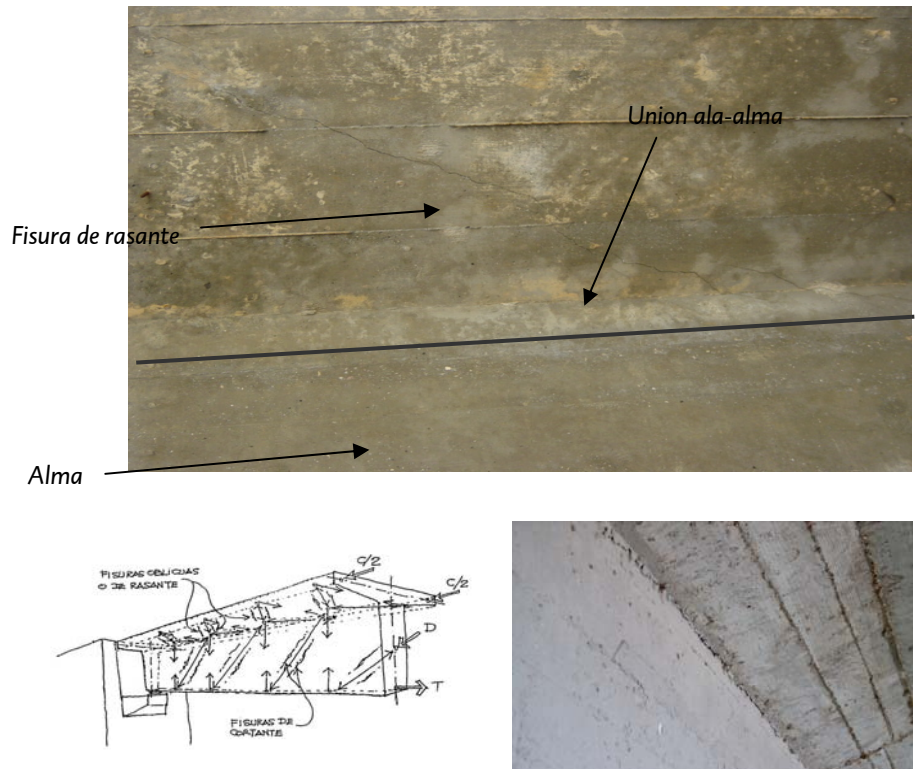 Union ala-alma
Fisura de rasante
Alma
FISURAS OBLICUAS
O DE RASANTE
C/2
C/2
D
T
FISURAS DE
CORTANTE